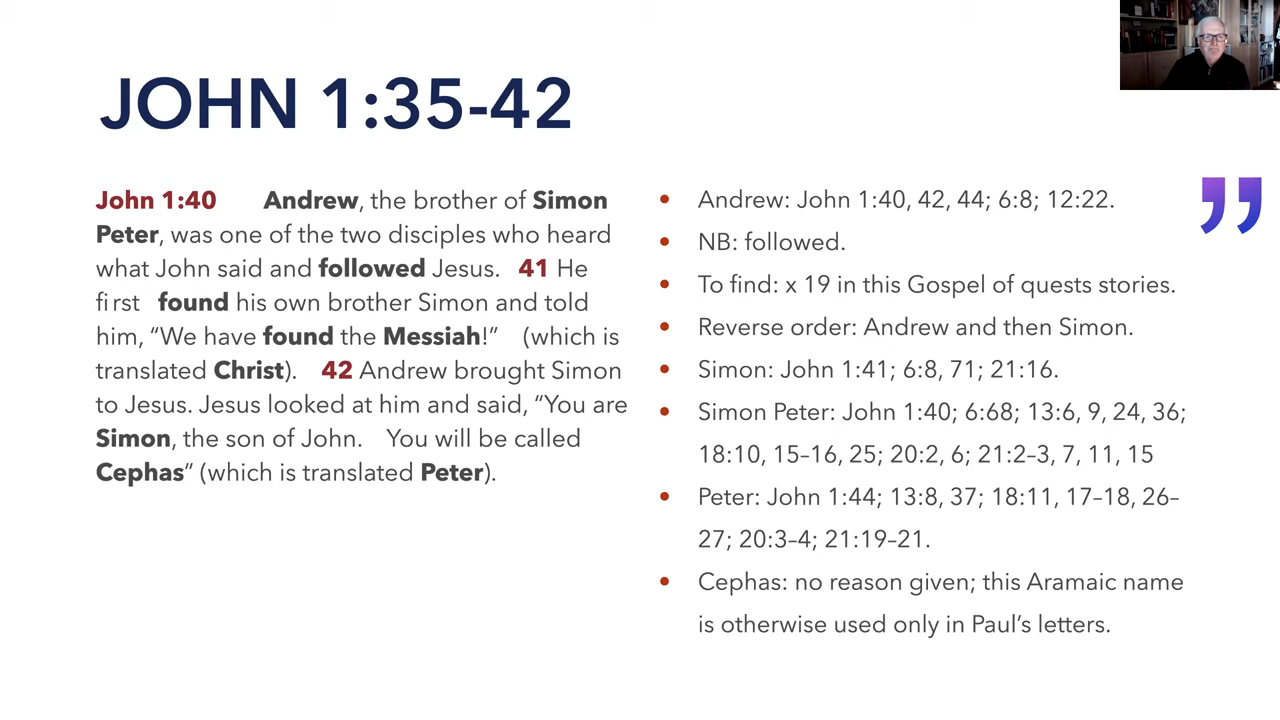 JOHN 1:35-42
John 1:40 Andrew, the brother of Simon
Peter, was one of the two disciples who heard
what John said and followed Jesus. 41 He
first found his own brother Simon and told
him, “We have found the Messiah!” (which is
translated Christ). 42 Andrew brought Simon
to Jesus. Jesus looked at him and said, “You are
Simon, the son of John. You will be called
Cephas” (which is translated Peter).
• Andrew: John 1:40, 42, 44; 6:8; 12:22.
• NB: followed.
• To find: x 19 in this Gospel of quests stories.
• Reverse order: Andrew and then Simon.
• Simon: John 1:41; 6:8, 71; 21:16.
• Simon Peter: John 1:40; 6:68; 13:6, 9, 24, 36;
18:10, 15–16, 25; 20:2, 6; 21:2–3, 7, 11, 15
• Peter: John 1:44; 13:8, 37; 18:11, 17–18, 26–
27; 20:3–4; 21:19–21.
• Cephas: no reason given; this Aramaic name
is otherwise used only in Paul’s letters.